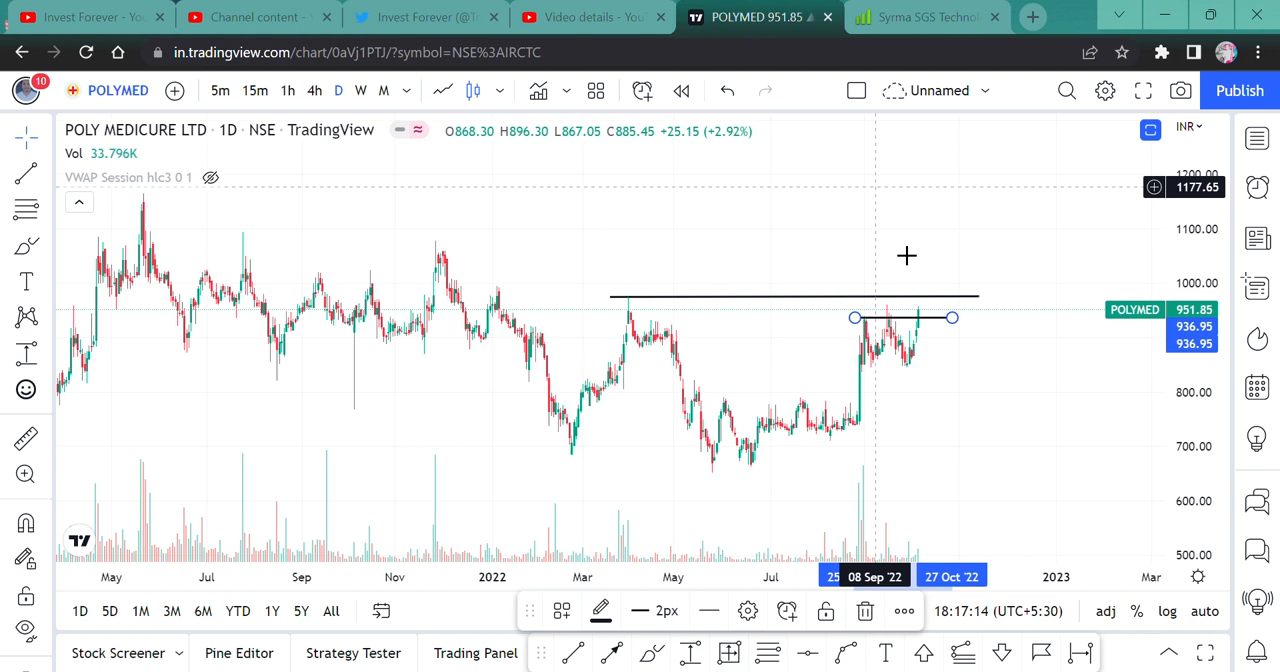 Invest Forever - You
Channel content -
Invest Forever (@T
Video details - You
POLYMED 951.85
Syrma SGS Technol
in.tradingview.com/chart/0aVj1PTJ/?symbol=NSE%3AIRCTC
10
POLYMED
5m 15m 1h 4h D W M
Unnamed
Publish
POLY MEDICURE LTD · 1D · NSE · TradingView
O868.30 H896.30 L867.05 C885.45 +25.15 (+2.92%)
INR
Vol 33.796K
VWAP Session hlc3 0 1
1200.00
1177.65
1100.00
1000.00
POLYMED 951.85
936.95
936.95
800.00
700.00
600.00
500.00
May Jul Sep Nov 2022 Mar May Jul 25 08 Sep '22 27 Oct '22 2023 Mar
1D 5D 1M 3M 6M YTD 1Y 5Y All
2px
18:17:14 (UTC+5:30) adj % log auto
Stock Screener Pine Editor Strategy Tester Trading Panel